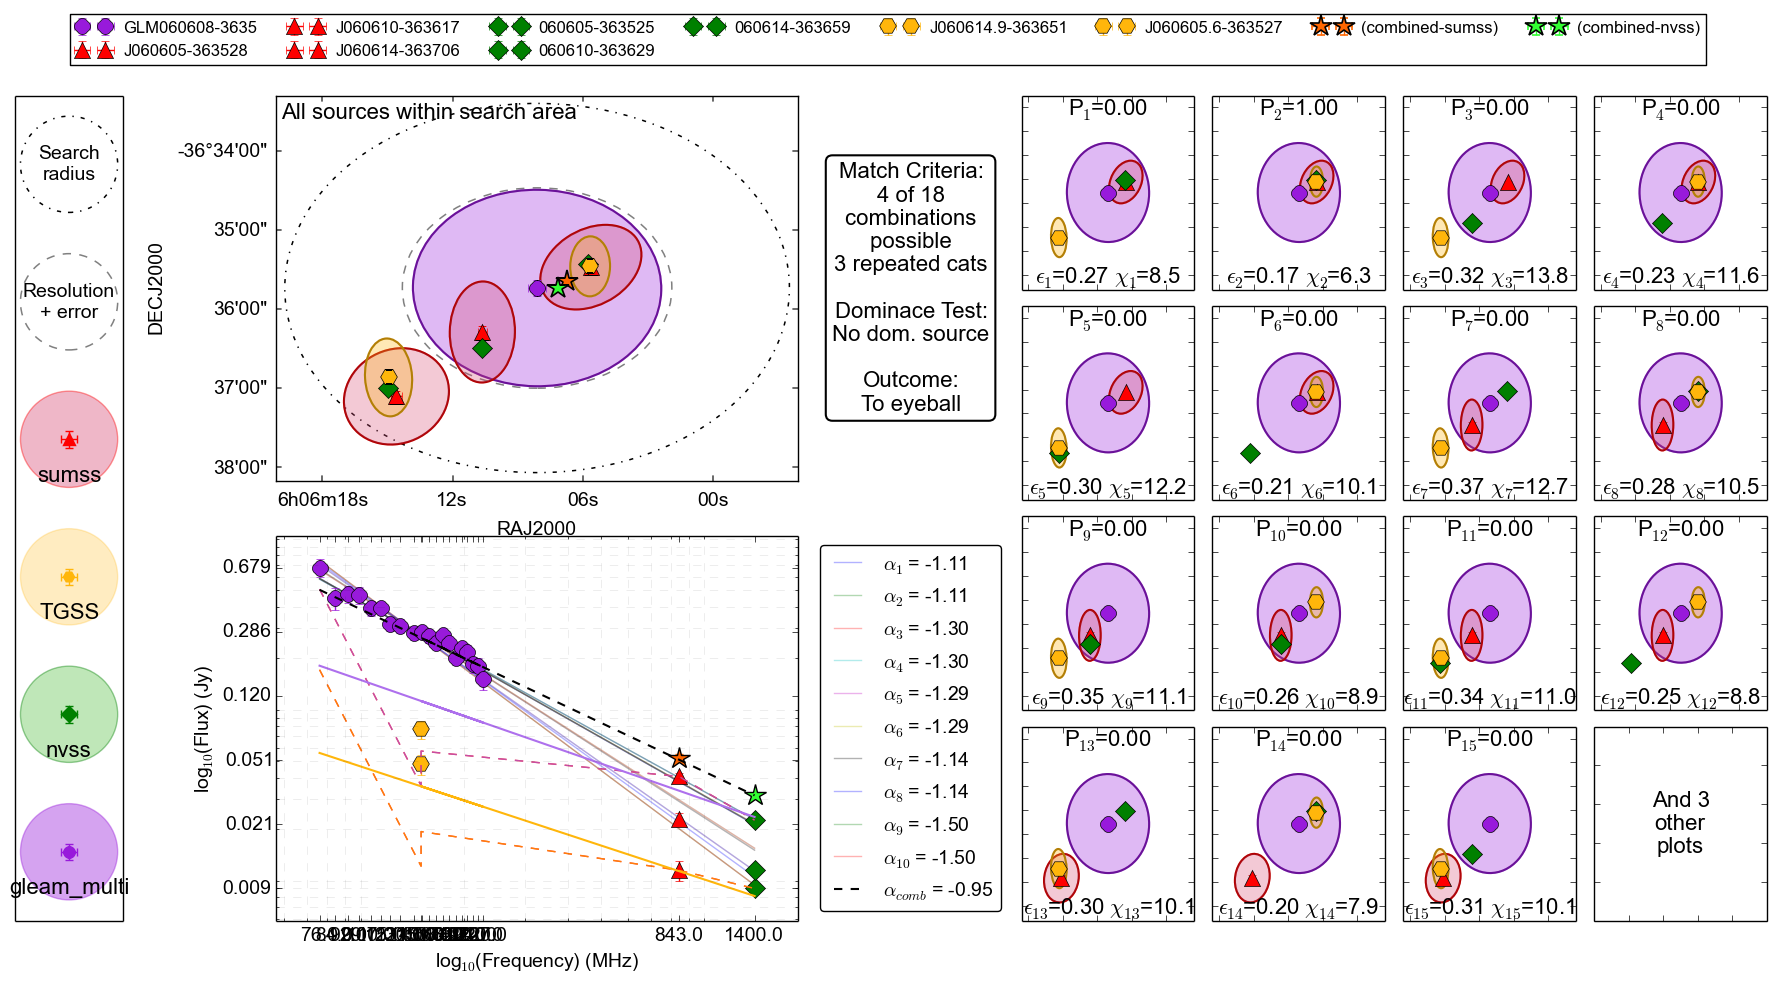 GLM060608-3635
J060605-363528
J060610-363617
J060614-363706
060605-363525
060610-363629
060614-363659
J060614.9-363651
J060605.6-363527
(combined-sumss)
(combined-nvss)
Search
radius
Resolution
+ error
sumss
TGSS
nvss
gleam_multi
All sources within search area
DECJ2000
-36°34'00"
35'00"
36'00"
37'00"
38'00"
6h06m18s
12s
06s
00s
RAJ2000
Match Criteria:
4 of 18
combinations
possible
3 repeated cats
Dominace Test:
No dom. source
Outcome:
To eyeball
log10(Flux) (Jy)
0.679
0.286
0.120
0.051
0.021
0.009
843.0
1400.0
log10(Frequency) (MHz)
α1 = -1.11
α2 = -1.11
α3 = -1.30
α4 = -1.30
α5 = -1.29
α6 = -1.29
α7 = -1.14
α8 = -1.14
α9 = -1.50
α10 = -1.50
αcomb = -0.95
P1=0.00
ϵ1=0.27 χ1=8.5
P2=1.00
ϵ2=0.17 χ2=6.3
P3=0.00
ϵ3=0.32 χ3=13.8
P4=0.00
ϵ4=0.23 χ4=11.6
P5=0.00
ϵ5=0.30 χ5=12.2
P6=0.00
ϵ6=0.21 χ6=10.1
P7=0.00
ϵ7=0.37 χ7=12.7
P8=0.00
ϵ8=0.28 χ8=10.5
P9=0.00
ϵ9=0.35 χ9=11.1
P10=0.00
ϵ10=0.26 χ10=8.9
P11=0.00
ϵ11=0.34 χ11=11.0
P12=0.00
ϵ12=0.25 χ12=8.8
P13=0.00
ϵ13=0.30 χ13=10.1
P14=0.00
ϵ14=0.20 χ14=7.9
P15=0.00
ϵ15=0.31 χ15=10.1
And 3
other
plots